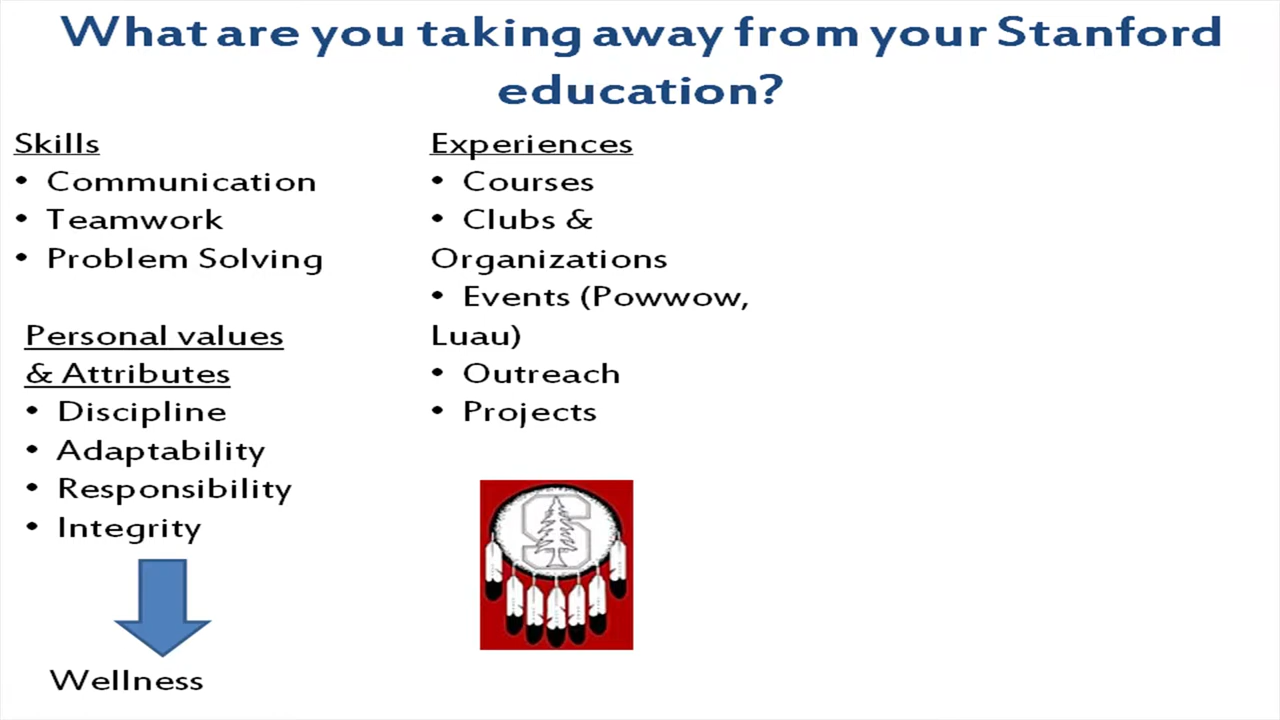 What are you taking away from your Stanford
education?
Skills
• Communication
• Teamwork
• Problem Solving
Personal values
& Attributes
• Discipline
• Adaptability
• Responsibility
• Integrity
Wellness
Experiences
• Courses
• Clubs &
Organizations
• Events (Powwow,
Luau)
• Outreach
• Projects
S